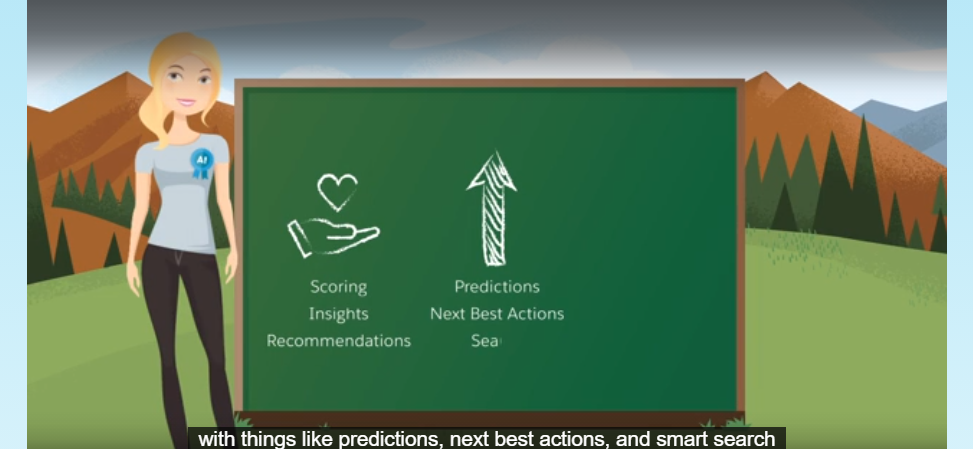 AI
Scoring
Insights
Recommendations
Predictions
Next Best Actions
Sea
with things like predictions, next best actions, and smart search